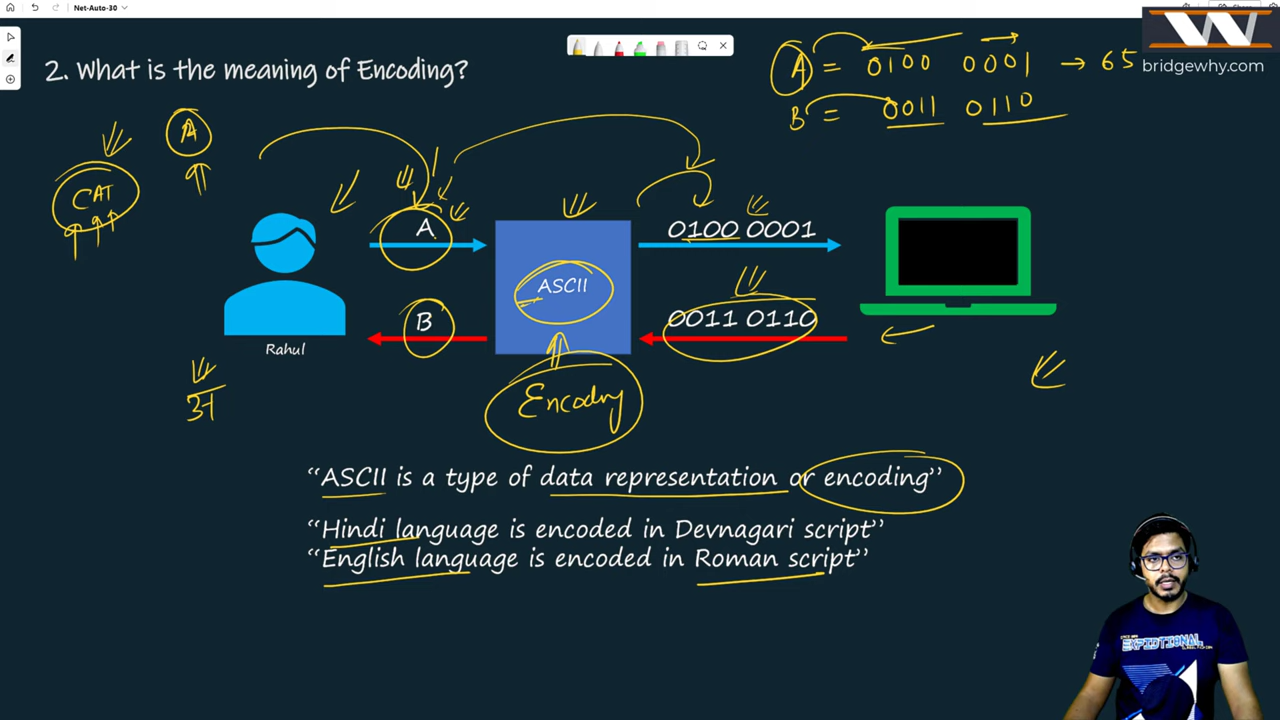 Net-Auto-30
Share
2. What is the meaning of Encoding?
A = 0100 0001 → 65
B = 0011 0110
bridgewhy.com
A
CAT
A
0100 0001
ASCII
B
0011 0110
Rahul
Encoding
"ASCII is a type of data representation or encoding"
"Hindi language is encoded in Devnagari script"
"English language is encoded in Roman script"
EXPIDTIONAL